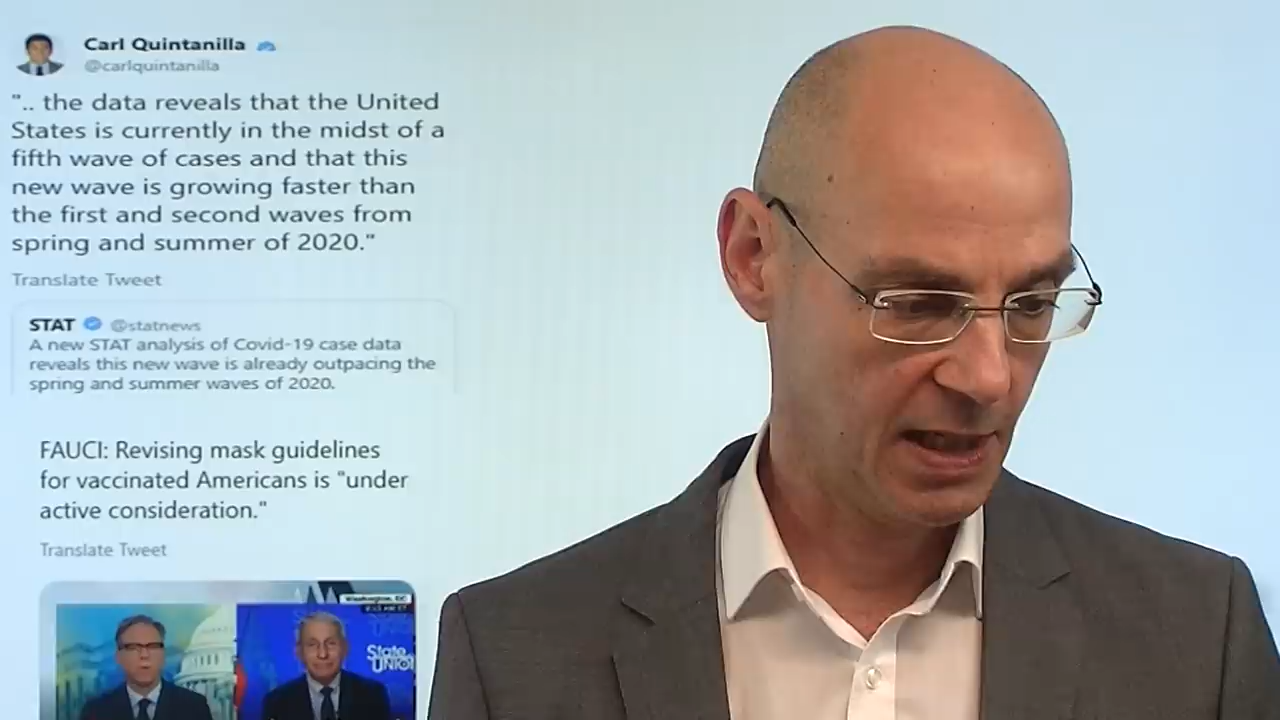 Carl Quintanilla
@carlquintanilla
".. the data reveals that the United
States is currently in the midst of a
fifth wave of cases and that this
new wave is growing faster than
the first and second waves from
spring and summer of 2020."
Translate Tweet
STAT @statnews
A new STAT analysis of Covid-19 case data
reveals this new wave is already outpacing the
spring and summer waves of 2020.
FAUCI: Revising mask guidelines
for vaccinated Americans is "under
active consideration."
Translate Tweet
Washington, DC
State
UNION